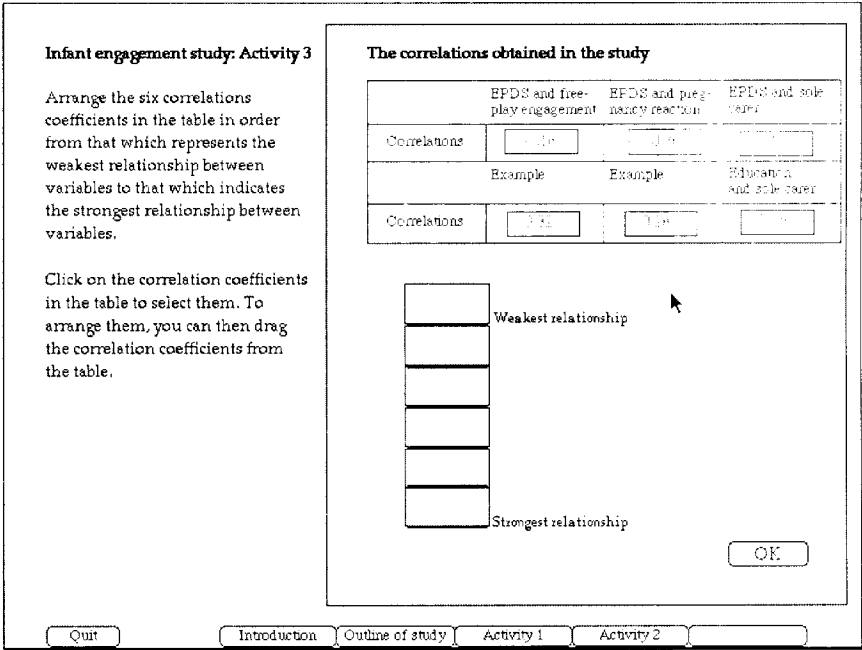 Infant engagement study: Activity 3
Arrange the six correlations
coefficients in the table in order
from that which represents the
weakest relationship between
variables to that which indicates
the strongest relationship between
variables.
Click on the correlation coefficients
in the table to select them. To
arrange them, you can then drag
the correlation coefficients from
the table.
The correlations obtained in the study
EPDS and free-
play engagement
EPDS and preg-
nancy reaction
EPDS and sole
carer
Correlations
Example
Example
Education
and sole carer
Correlations
Weakest relationship
Strongest relationship
OK
Quit
Introduction
Outline of study
Activity 1
Activity 2